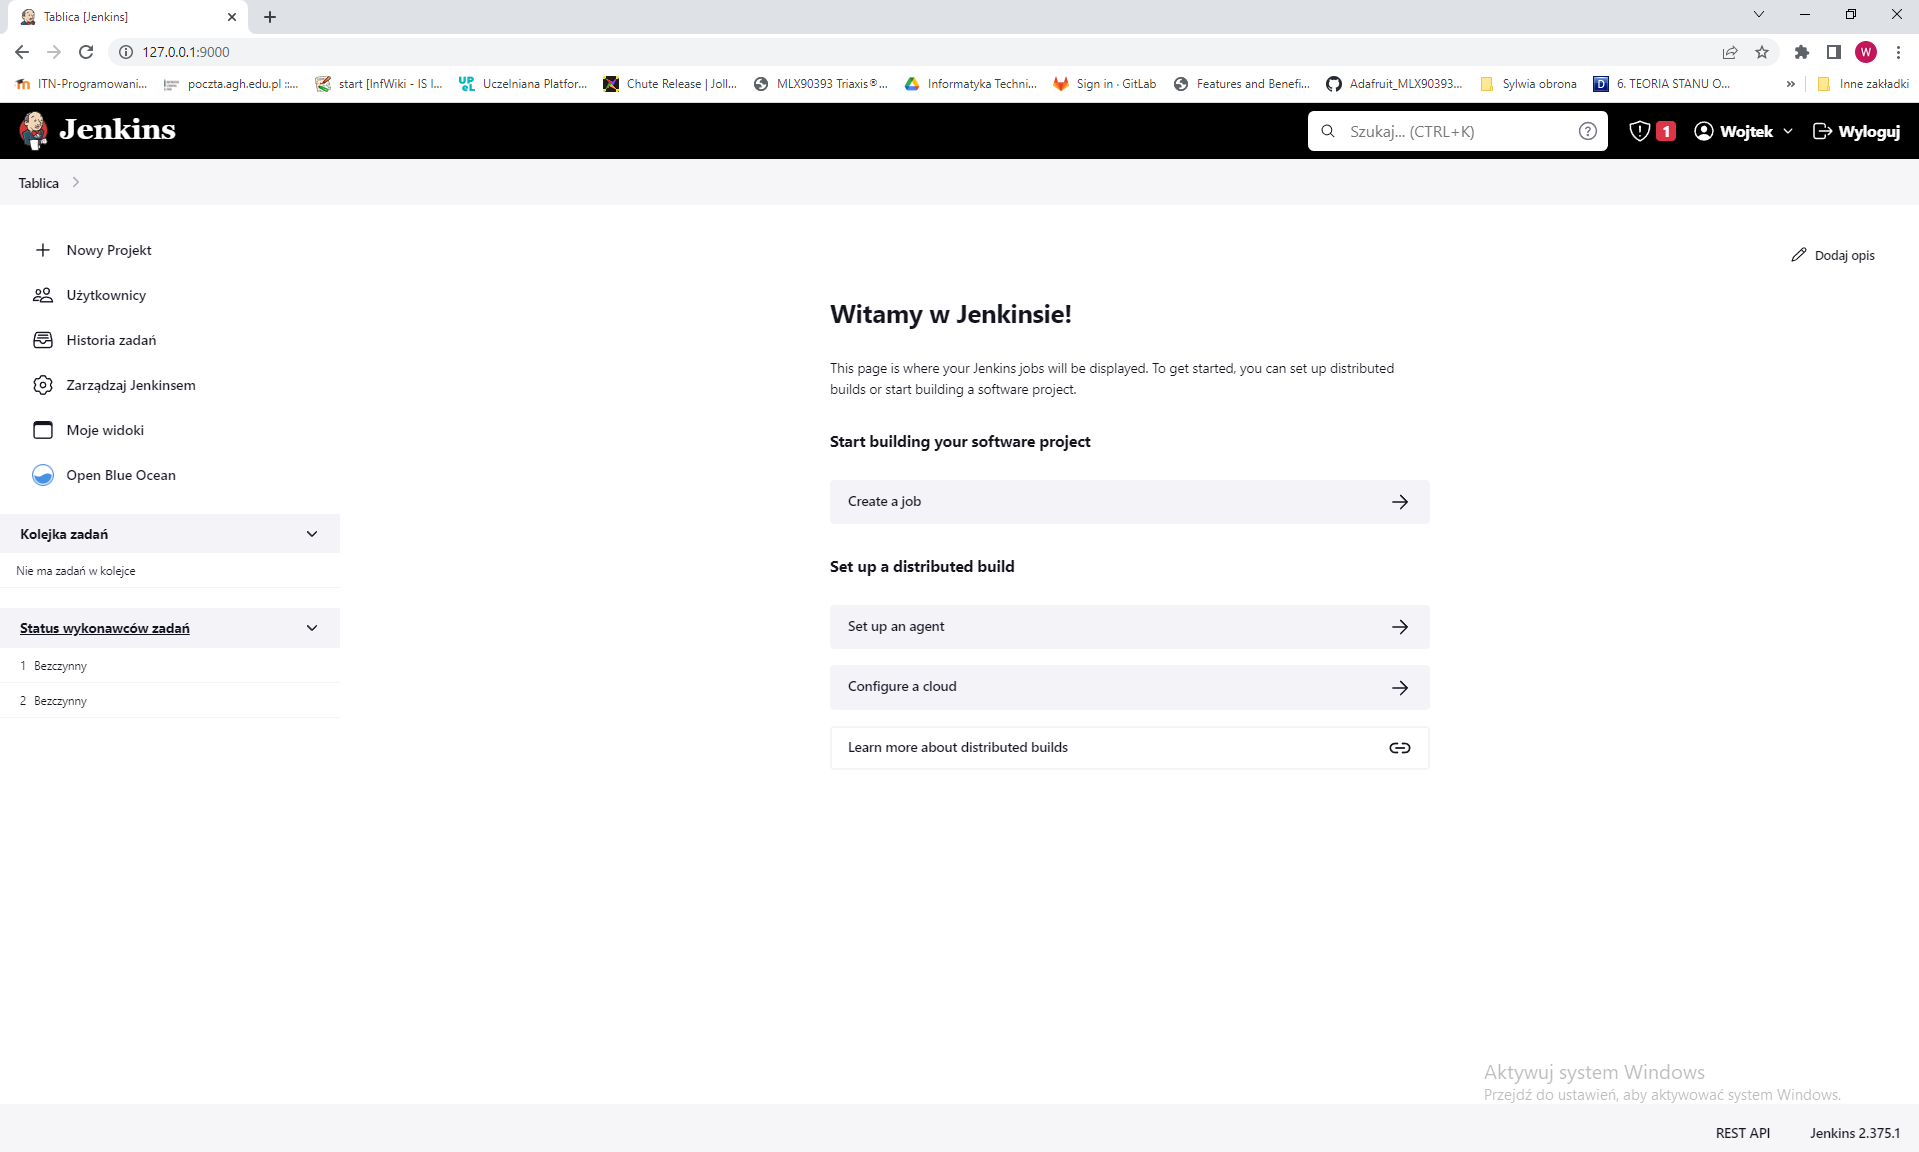 Tablica [Jenkins]
127.0.0.1:9000
W
ITN-Programowani...
poczta.agh.edu.pl ::...
start [InfWiki - IS I...
UPEL
Uczelniana Platfor...
Chute Release | Joll...
MLX90393 Triaxis®...
Informatyka Techni...
Sign in · GitLab
Features and Benefi...
Adafruit_MLX90393...
Sylwia obrona
D
6. TEORIA STANU O...
»
Inne zakładki
Jenkins
Szukaj... (CTRL+K)
1
Wojtek
Wyloguj
Tablica
Nowy Projekt
Użytkownicy
Historia zadań
Zarządzaj Jenkinsem
Moje widoki
Open Blue Ocean
Kolejka zadań
Nie ma zadań w kolejce
Status wykonawców zadań
1 Bezczynny
2 Bezczynny
Dodaj opis
Witamy w Jenkinsie!
This page is where your Jenkins jobs will be displayed. To get started, you can set up distributed
builds or start building a software project.
Start building your software project
Create a job
Set up a distributed build
Set up an agent
Configure a cloud
Learn more about distributed builds
Aktywuj system Windows
Przejdź do ustawień, aby aktywować system Windows.
REST API
Jenkins 2.375.1